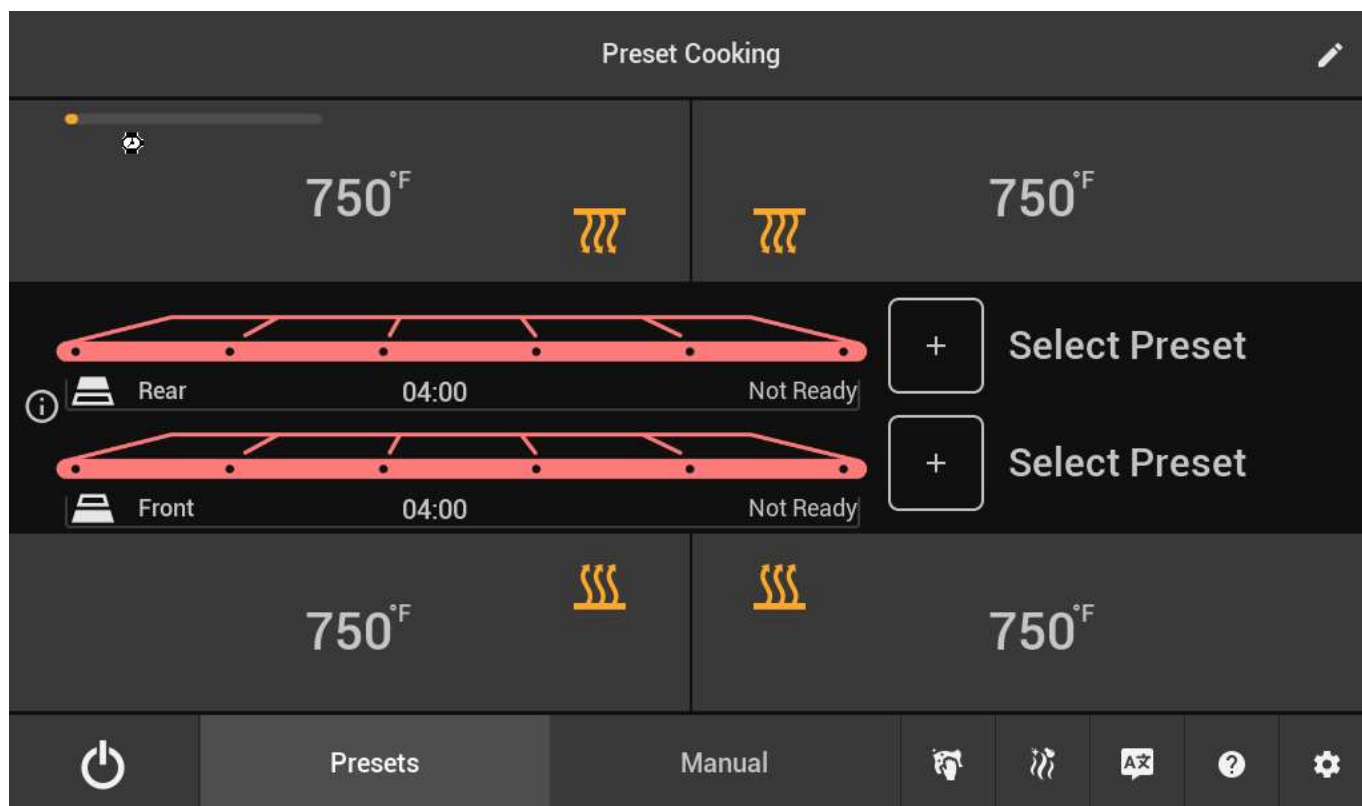 Preset Cooking
750°F
750°F
Select Preset
Rear 04:00 Not Ready
Select Preset
Front 04:00 Not Ready
750°F
750°F
Presets
Manual